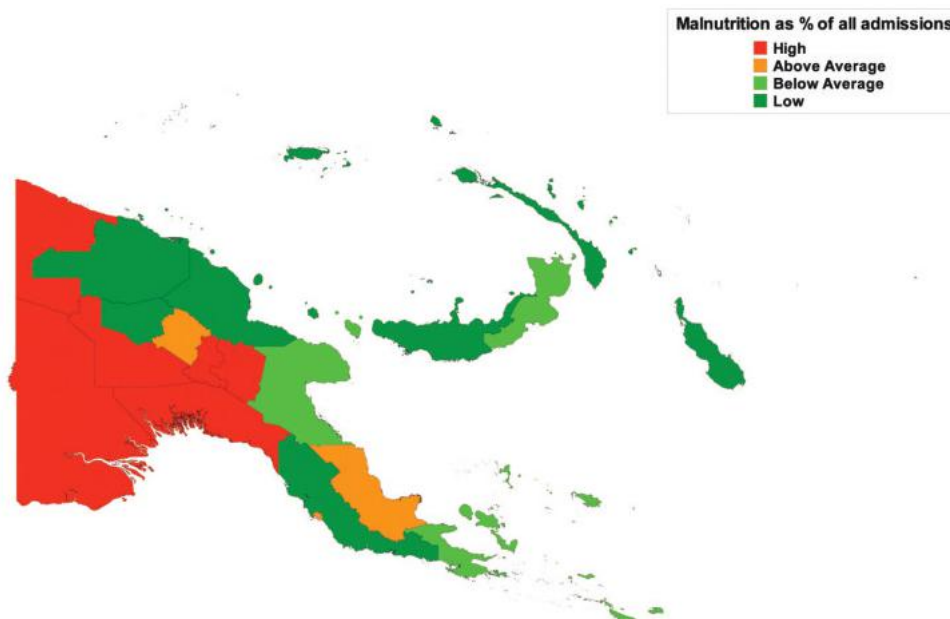 Malnutrition as % of all admissions
High
Above Average
Below Average
Low